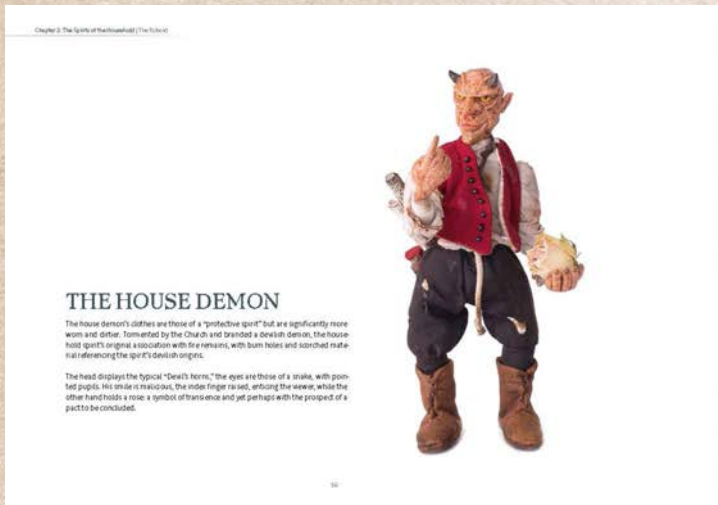 Chapter 2: The Spirits of the Household | The Kobold
THE HOUSE DEMON
The house demon's clothes are those of a "protective spirit" but are significantly more
worn and dirtier. Tormented by the Church and branded a devilish demon, the house-
hold spirit's original association with fire remains, with burn holes and scorched mate-
rial referencing the spirit's devilish origins.
The head displays the typical "Devil's horns," the eyes are those of a snake, with poin-
ted pupils. His smile is malicious, the index finger raised, enticing the viewer, while the
other hand holds a rose: a symbol of transience and yet perhaps with the prospect of a
pact to be concluded.